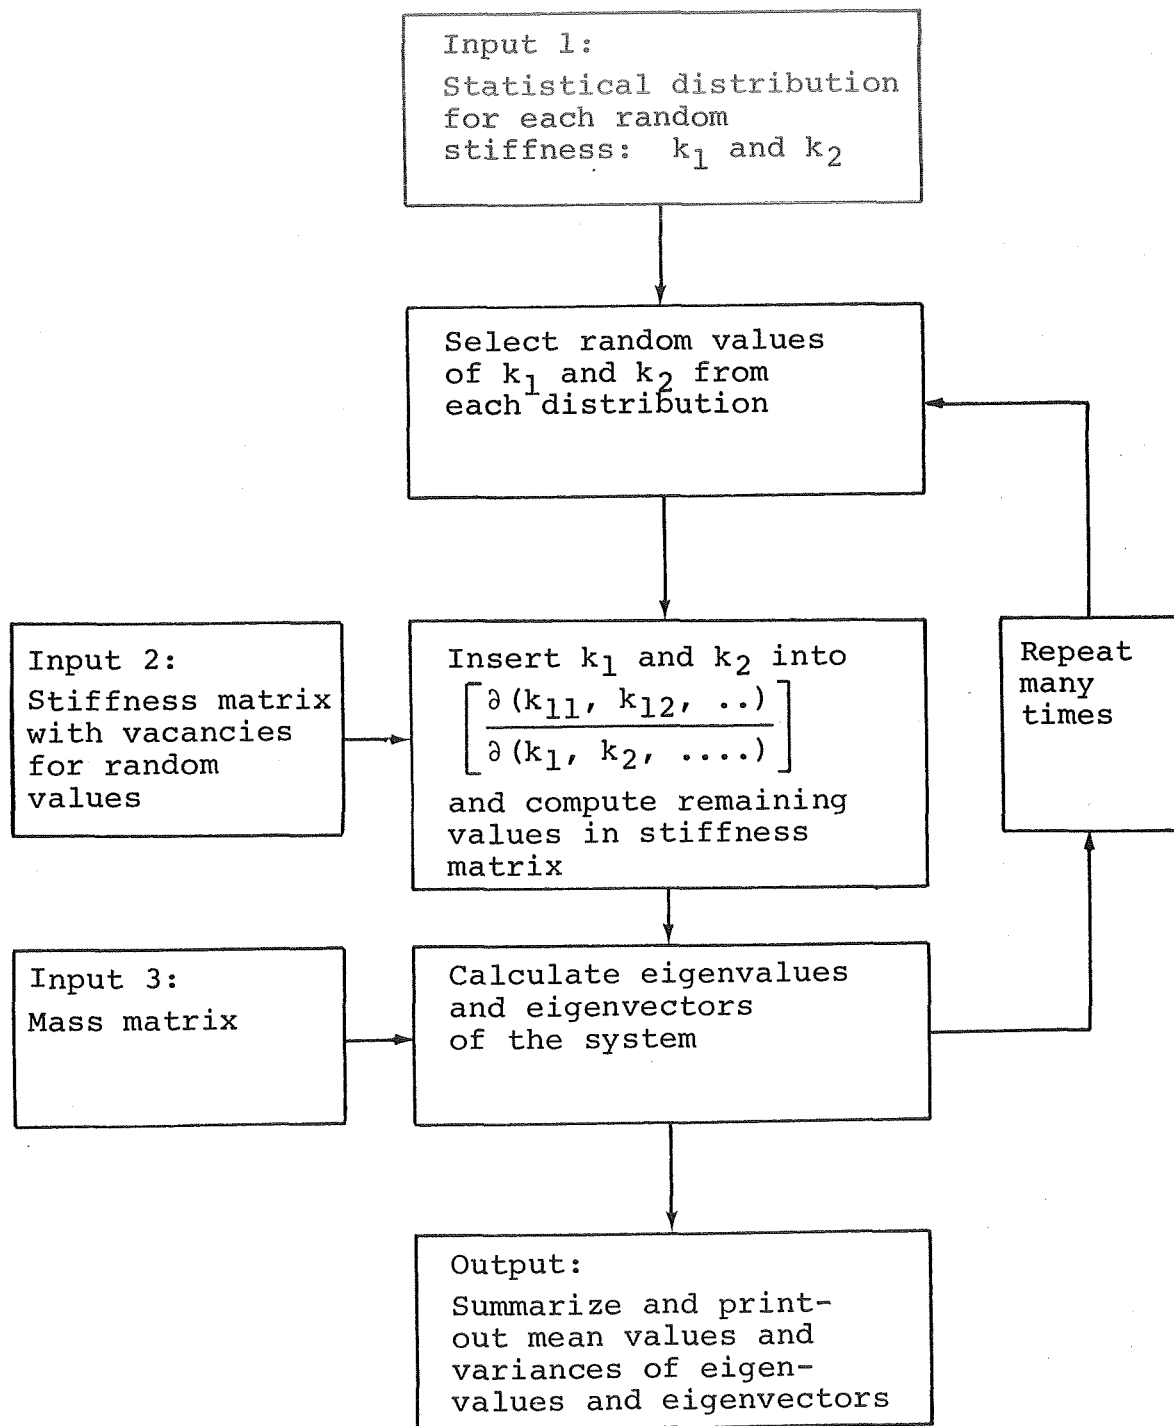 Input 1:
Statistical distribution
for each random
stiffness: k₁ and k₂
Select random values
of k₁ and k₂ from
each distribution
Input 2:
Stiffness matrix
with vacancies
for random
values
Insert k₁ and k₂ into
[∂(k₁₁, k₁₂, ..)
∂(k₁, k₂, ....)]
and compute remaining
values in stiffness
matrix
Repeat
many
times
Input 3:
Mass matrix
Calculate eigenvalues
and eigenvectors
of the system
Output:
Summarize and print-
out mean values and
variances of eigen-
values and eigenvectors